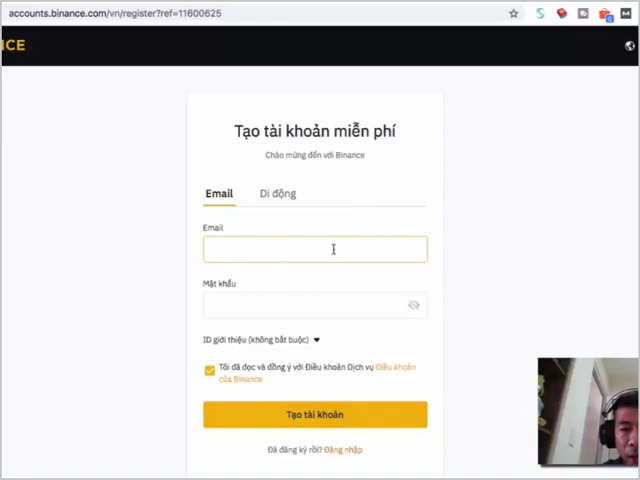 accounts.binance.com/vn/register?ref=11600625
NCE
Tạo tài khoản miễn phí
Chào mừng đến với Binance
Email
Di động
Email
Mật khẩu
ID giới thiệu (không bắt buộc)
Tôi đã đọc và đồng ý với Điều khoản Dịch vụ Điều khoản
của Binance
Tạo tài khoản
Đã đăng ký rồi? Đăng nhập